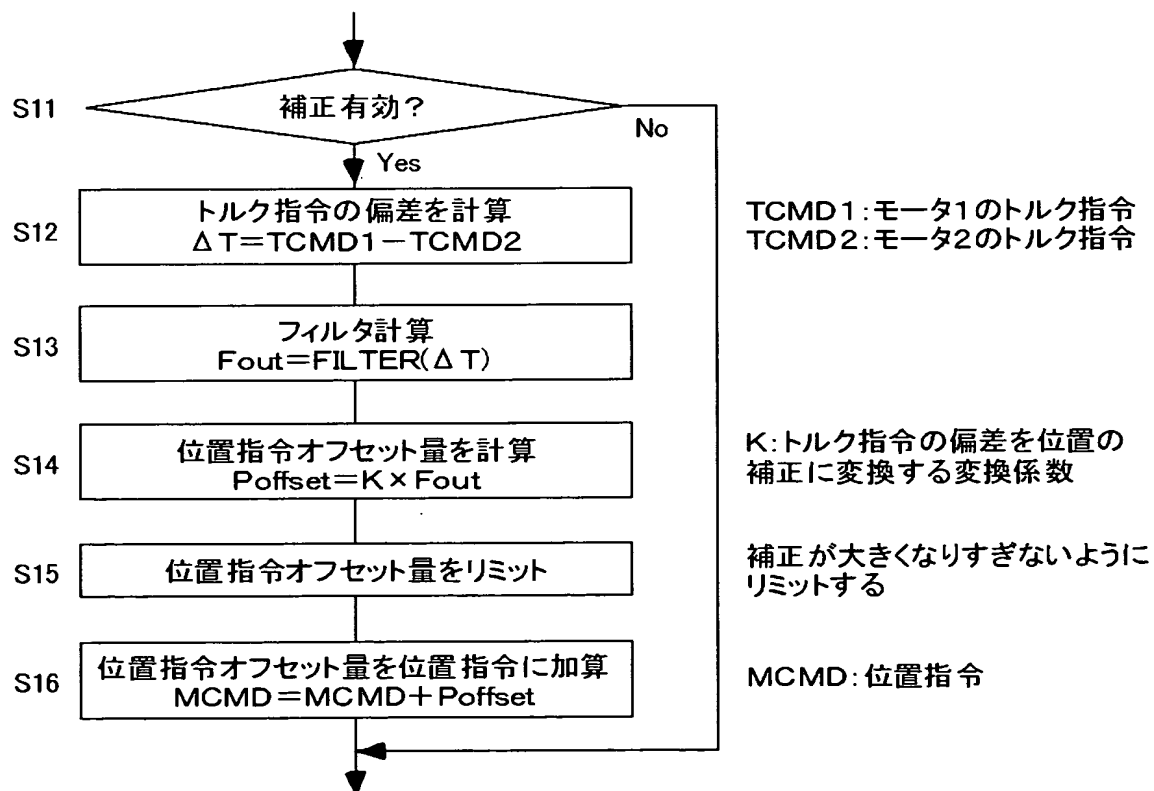 S11
補正有効？
No
Yes
S12
トルク指令の偏差を計算
ΔT＝TCMD1－TCMD2
TCMD1：モータ1のトルク指令
TCMD2：モータ2のトルク指令
S13
フィルタ計算
Fout＝FILTER(ΔT)
S14
位置指令オフセット量を計算
Poffset＝K×Fout
K：トルク指令の偏差を位置の
補正に変換する変換係数
S15
位置指令オフセット量をリミット
補正が大きくなりすぎないように
リミットする
S16
位置指令オフセット量を位置指令に加算
MCMD＝MCMD＋Poffset
MCMD：位置指令